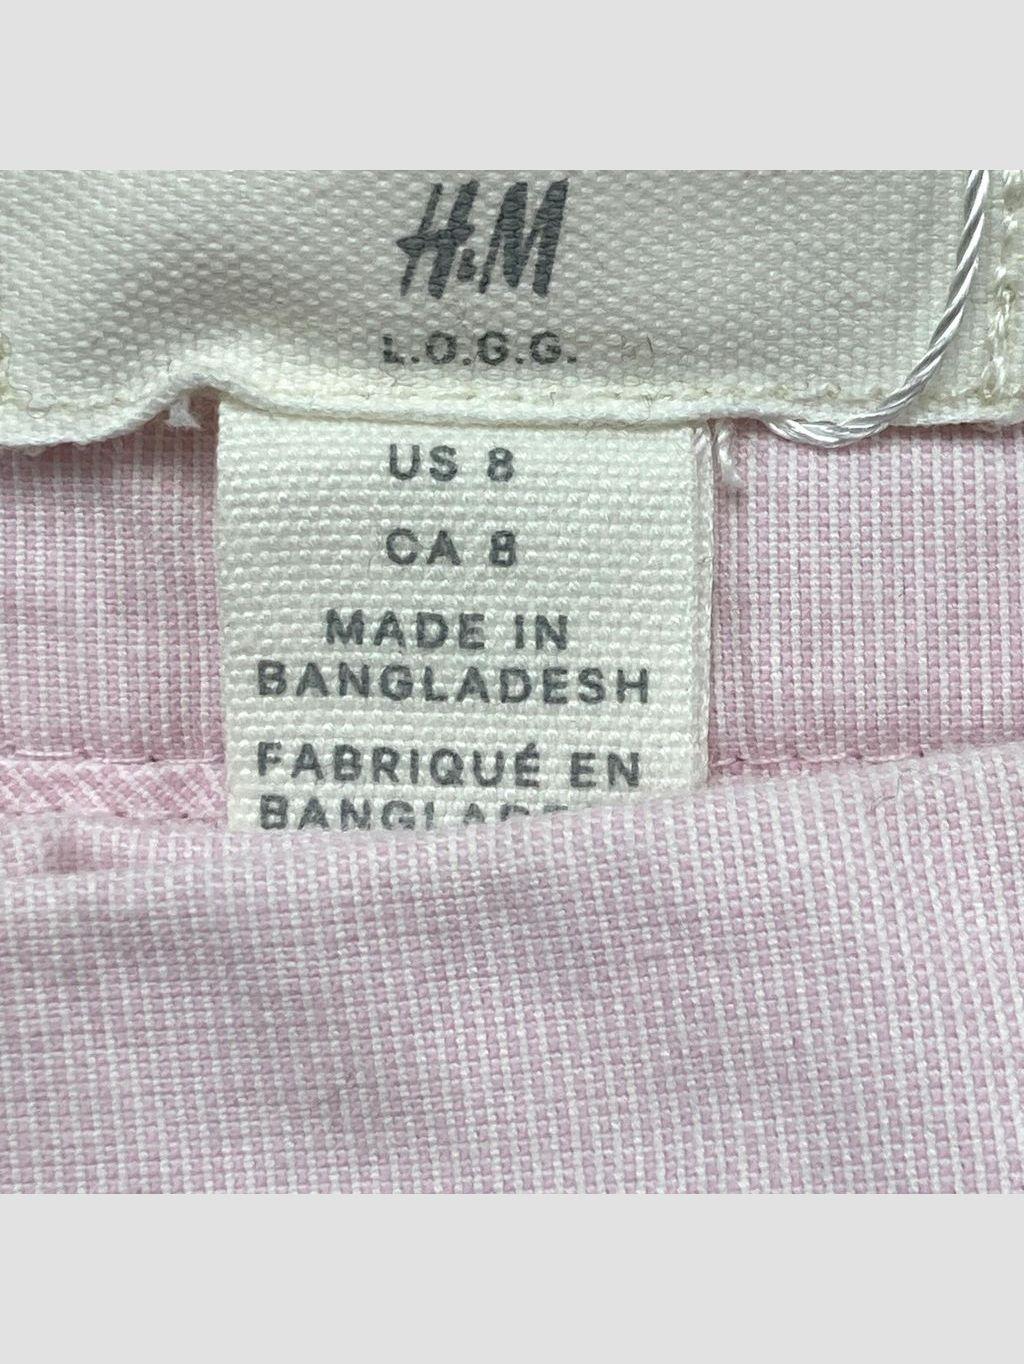 H&M
L.O.G.G.
US 8
CA 8
MADE IN
BANGLADESH
FABRIQUÉ EN